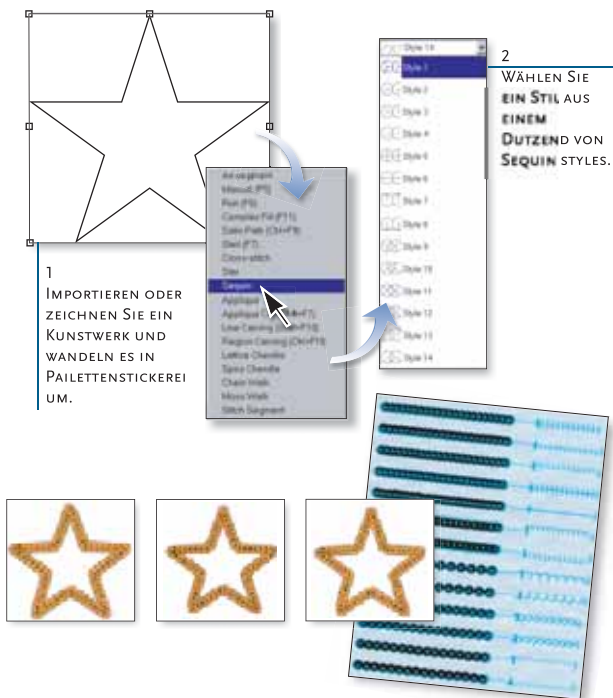 Style 14
Style 1
Style 2
Style 3
Style 4
Style 5
Style 6
Style 7
Style 8
Style 9
Style 10
Style 11
Style 12
Style 13
Style 14
2
Wählen Sie
ein Stil aus
einem
Dutzend von
Sequin styles.
Manual (F5)
Run (F6)
Complex Fill (F11)
Satin Path (Ctrl+F9)
Steil (F7)
Cross-stitch
Sequin
Applique
Line Carving
Region Carving (Ctrl+F10)
Lattice Chenille
Spiral Chenille
Chain Walk
Moss Walk
Stitch Segment
1
Importieren oder
zeichnen Sie ein
Kunstwerk und
wandeln es in
Pailettenstickerei
um.